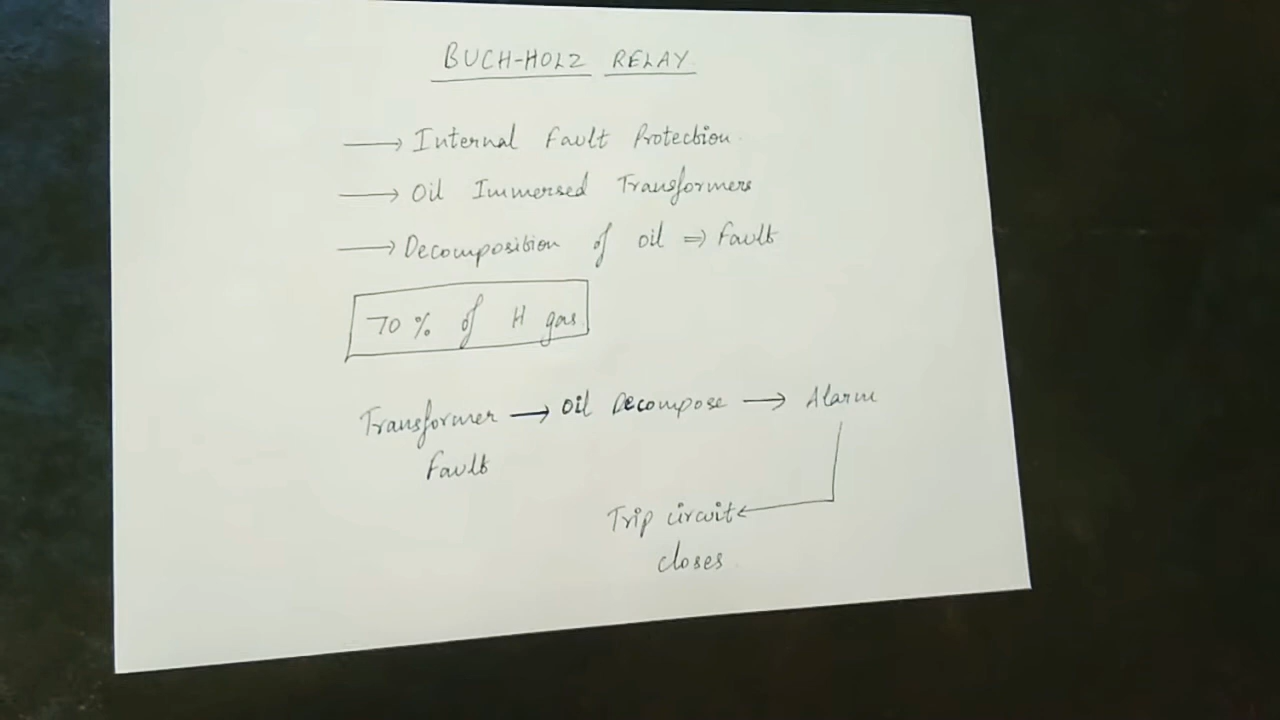 BUCH-HOLZ RELAY
→ Internal Fault Protection
→ Oil Immersed Transformers
→ Decomposition of oil ⇒ Fault
70 % of H gas
Transformer → Oil Decompose → Alarm
Fault
Trip circuit ←
closes